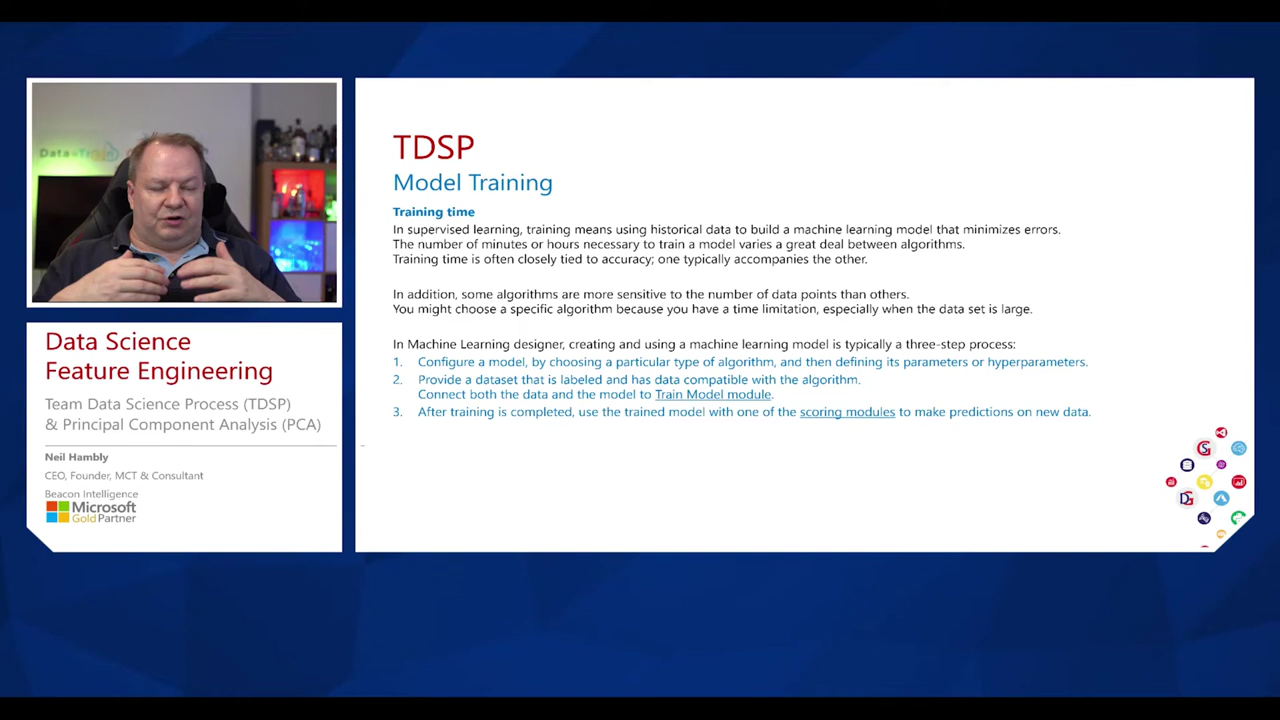 Data-Train
Data Science
Feature Engineering
Team Data Science Process (TDSP)
& Principal Component Analysis (PCA)
Neil Hambly
CEO, Founder, MCT & Consultant
Beacon Intelligence
Microsoft
Gold Partner
TDSP
Model Training
Training time
In supervised learning, training means using historical data to build a machine learning model that minimizes errors.
The number of minutes or hours necessary to train a model varies a great deal between algorithms.
Training time is often closely tied to accuracy; one typically accompanies the other.
In addition, some algorithms are more sensitive to the number of data points than others.
You might choose a specific algorithm because you have a time limitation, especially when the data set is large.
In Machine Learning designer, creating and using a machine learning model is typically a three-step process:
1. Configure a model, by choosing a particular type of algorithm, and then defining its parameters or hyperparameters.
2. Provide a dataset that is labeled and has data compatible with the algorithm.
Connect both the data and the model to Train Model module.
3. After training is completed, use the trained model with one of the scoring modules to make predictions on new data.